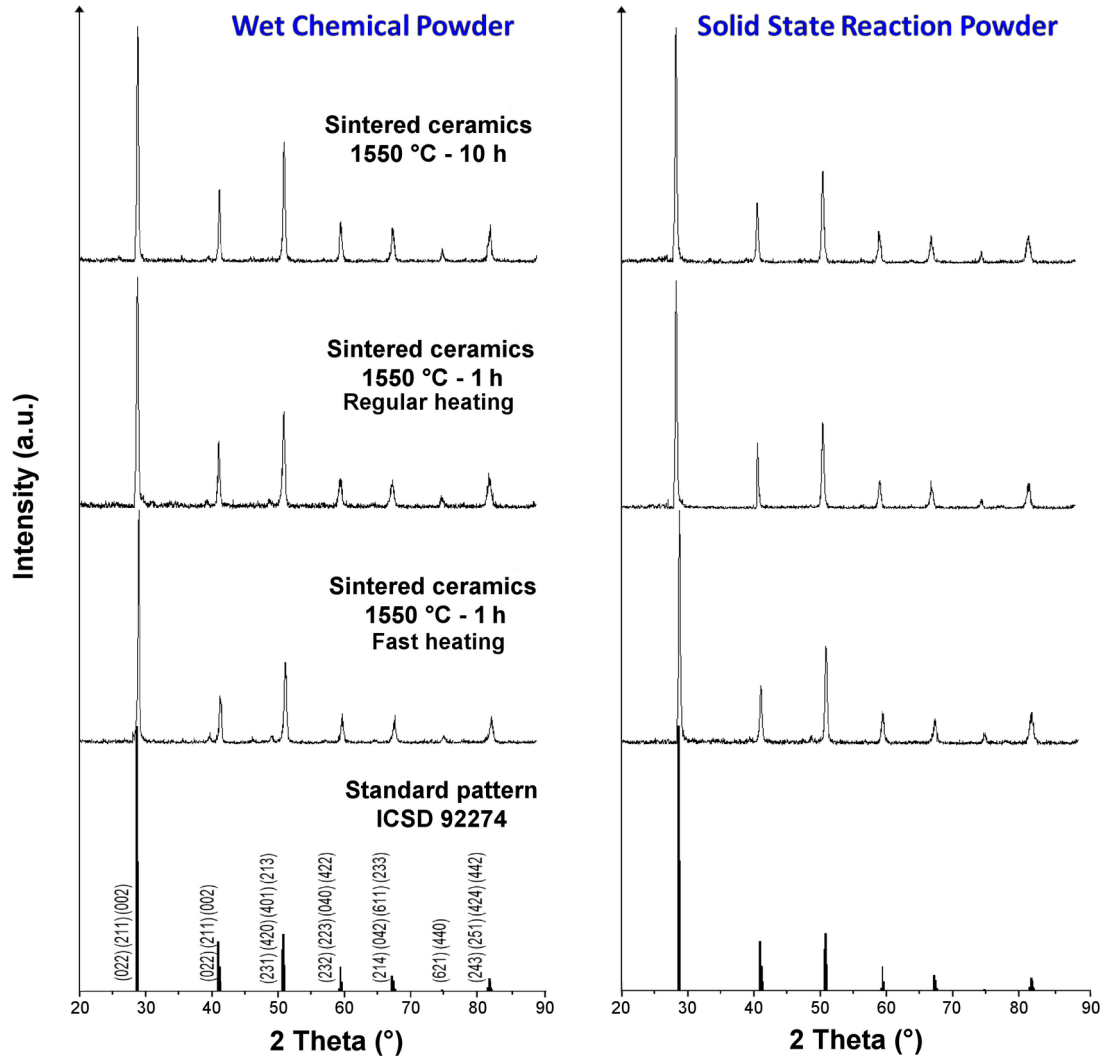 Wet Chemical Powder
Solid State Reaction Powder
Sintered ceramics
1550 °C - 10 h
Sintered ceramics
1550 °C - 1 h
Regular heating
Sintered ceramics
1550 °C - 1 h
Fast heating
Standard pattern
ICSD 92274
Intensity (a.u.)
(022) (211) (002)
(022) (211) (002)
(231) (420) (401) (213)
(232) (223) (040) (422)
(214) (042) (611) (233)
(621) (440)
(243) (251) (424) (442)
20 30 40 50 60 70 80 90
20 30 40 50 60 70 80 90
2 Theta (°)
2 Theta (°)